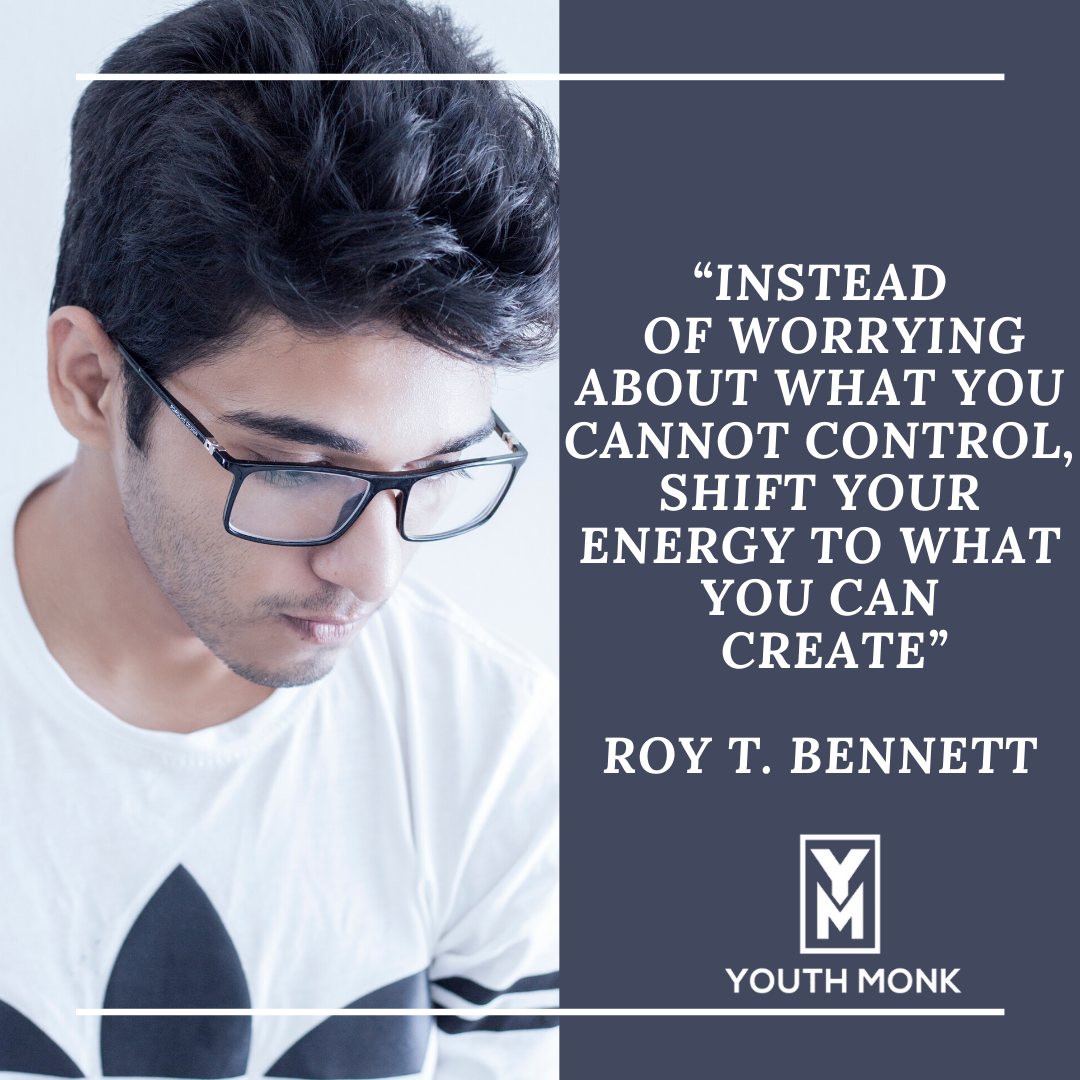 “INSTEAD
OF WORRYING
ABOUT WHAT YOU
CANNOT CONTROL,
SHIFT YOUR
ENERGY TO WHAT
YOU CAN
CREATE”
ROY T. BENNETT
YM
YOUTH MONK